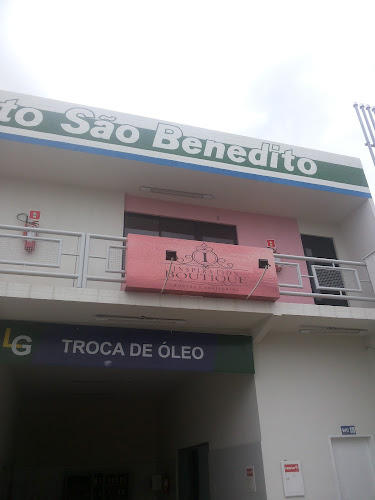 to São Benedito
I
INSPIRATION
BOUTIQUE
LG
TROCA DE ÓLEO